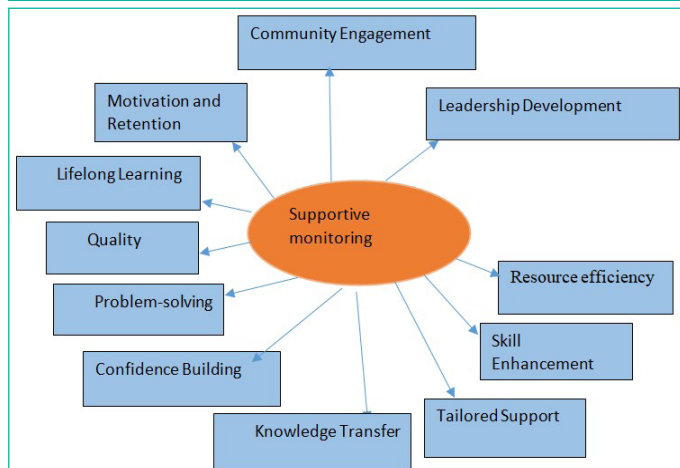 Community Engagement
Motivation and
Retention
Leadership Development
Lifelong Learning
Supportive
monitoring
Quality
Resource efficiency
Problem-solving
Skill
Enhancement
Confidence Building
Tailored Support
Knowledge Transfer